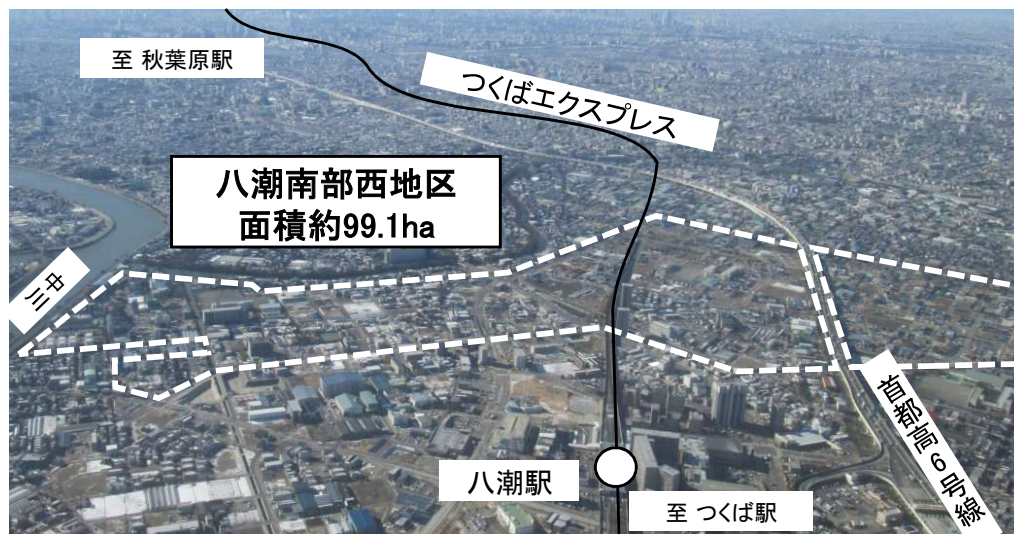 至 秋葉原駅
つくばエクスプレス
八潮南部西地区
面積約99.1ha
中川
首都高6号線
八潮駅
至 つくば駅